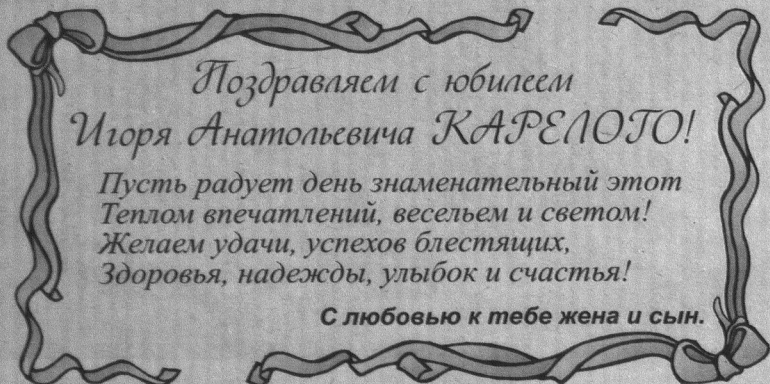 Поздравляем с юбилеем
Игоря Анатольевича КАРЕЛОГО!
Пусть радует день знаменательный этот
Теплом впечатлений, весельем и светом!
Желаем удачи, успехов блестящих,
Здоровья, надежды, улыбок и счастья!
С любовью к тебе жена и сын.